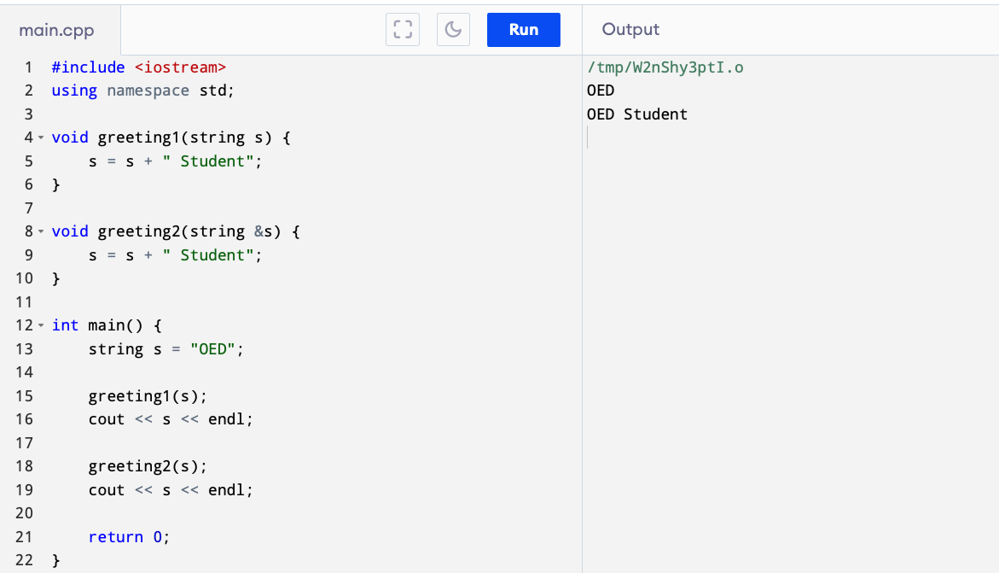 main.cpp
Run
Output
1 #include <iostream>
2 using namespace std;
3
4 void greeting1(string s) {
5     s = s + " Student";
6 }
7
8 void greeting2(string &s) {
9     s = s + " Student";
10 }
11
12 int main() {
13     string s = "OED";
14
15     greeting1(s);
16     cout << s << endl;
17
18     greeting2(s);
19     cout << s << endl;
20
21     return 0;
22 }
/tmp/W2nShy3ptI.o
OED
OED Student